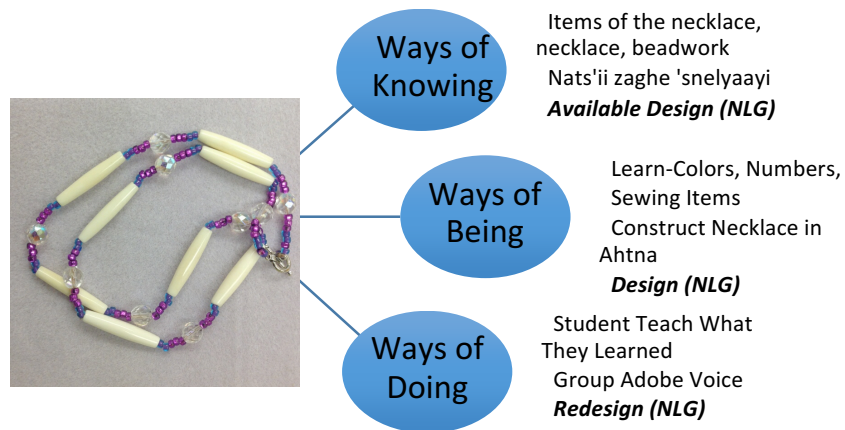 Ways of
Knowing
Items of the necklace,
necklace, beadwork
Nats'ii zaghe 'snelyaayi
Available Design (NLG)
Ways of
Being
Learn-Colors, Numbers,
Sewing Items
Construct Necklace in
Ahtna
Design (NLG)
Ways of
Doing
Student Teach What
They Learned
Group Adobe Voice
Redesign (NLG)